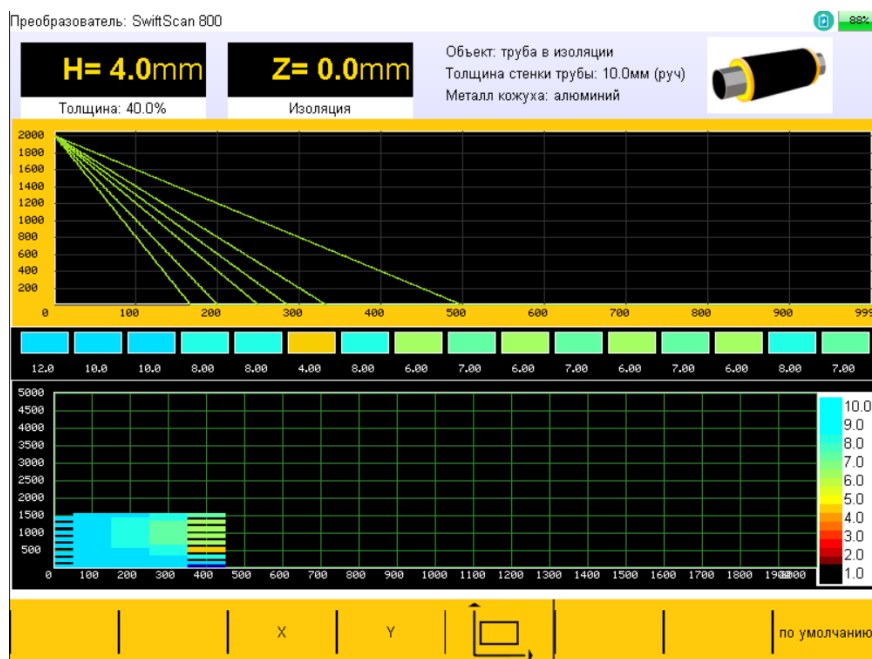 Преобразователь: SwiftScan 800
88%
H= 4.0mm
Толщина: 40.0%
Z= 0.0mm
Изоляция
Объект: труба в изоляции
Толщина стенки трубы: 10.0мм (руч)
Металл кожуха: алюминий
2000
1800
1600
1400
1200
1000
800
600
400
200
0 100 200 300 400 500 600 700 800 900 999
12.0 10.0 10.0 8.00 8.00 4.00 8.00 6.00 7.00 6.00 7.00 6.00 7.00 6.00 8.00 7.00
5000
4500
4000
3500
3000
2500
2000
1500
1000
500
0 100 200 300 400 500 600 700 800 900 1000 1100 1200 1300 1400 1500 1600 1700 1800
10.0
9.0
8.0
7.0
6.0
5.0
4.0
3.0
2.0
1.0
X Y по умолчанию